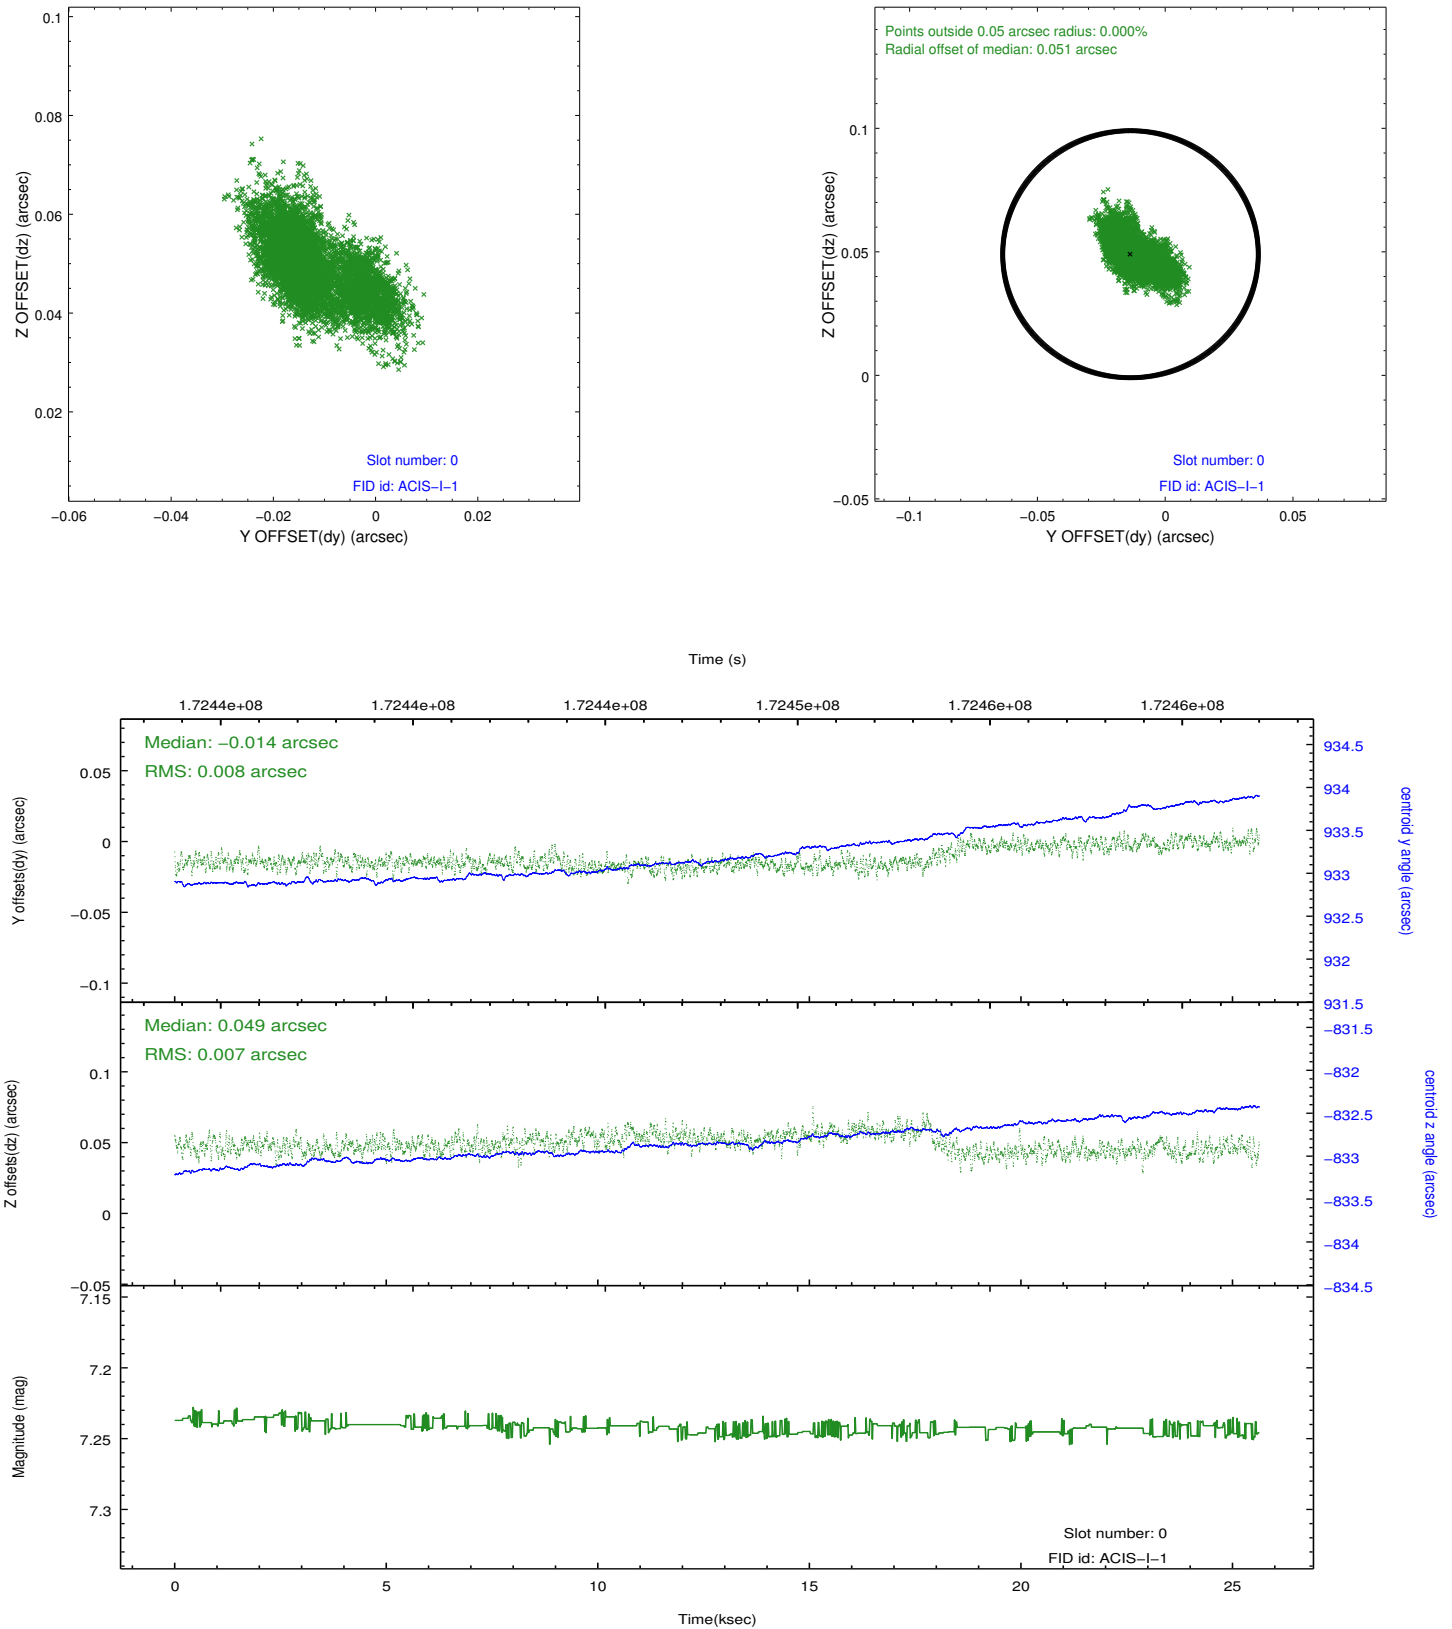 0.1
0.08
0.06
0.04
0.02
Z OFFSET(dz) (arcsec)
Slot number: 0
FID id: ACIS−I−1
−0.06 −0.04 −0.02 0 0.02
Y OFFSET(dy) (arcsec)
Points outside 0.05 arcsec radius: 0.000%
Radial offset of median: 0.051 arcsec
0.1
0.05
0
−0.05
Z OFFSET(dz) (arcsec)
Slot number: 0
FID id: ACIS−I−1
−0.1 −0.05 0 0.05
Y OFFSET(dy) (arcsec)
Time (s)
1.7244e+08 1.7244e+08 1.7244e+08 1.7245e+08 1.7246e+08 1.7246e+08
Median: −0.014 arcsec
RMS: 0.008 arcsec
0.05
0
−0.05
−0.1
Y offsets(dy) (arcsec)
934.5
934
933.5
933
932.5
932
931.5
centroid y angle (arcsec)
Median: 0.049 arcsec
RMS: 0.007 arcsec
0.1
0.05
0
−0.05
Z offsets(dz) (arcsec)
−831.5
−832
−832.5
−833
−833.5
−834
−834.5
centroid z angle (arcsec)
7.15
7.2
7.25
7.3
Magnitude (mag)
Slot number: 0
FID id: ACIS−I−1
0 5 10 15 20 25
Time(ksec)